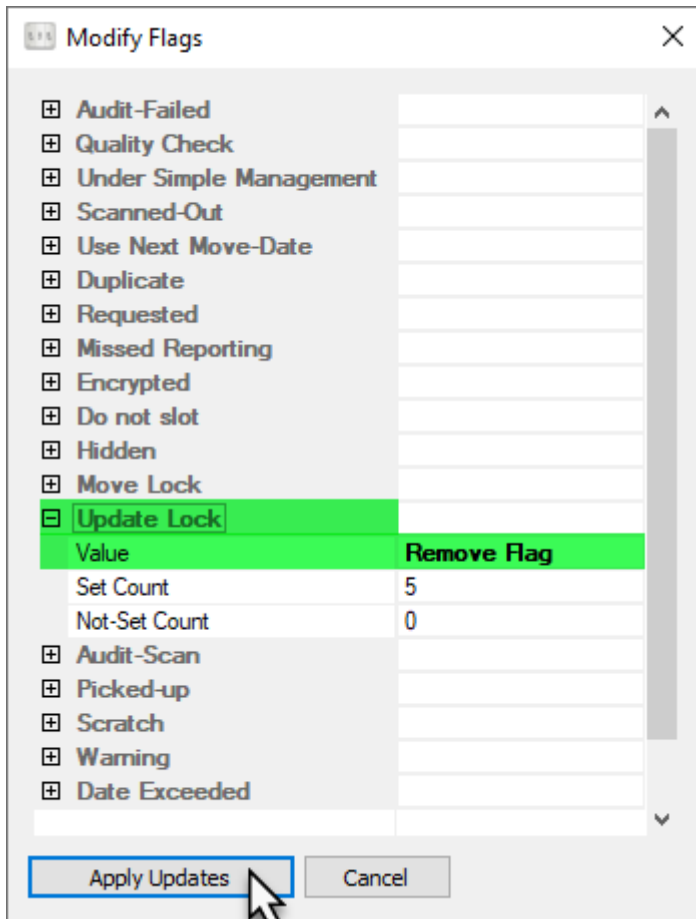 Modify Flags
Audit-Failed
Quality Check
Under Simple Management
Scanned-Out
Use Next Move-Date
Duplicate
Requested
Missed Reporting
Encrypted
Do not slot
Hidden
Move Lock
Update Lock
Value Remove Flag
Set Count 5
Not-Set Count 0
Audit-Scan
Picked-up
Scratch
Warning
Date Exceeded
Apply Updates Cancel